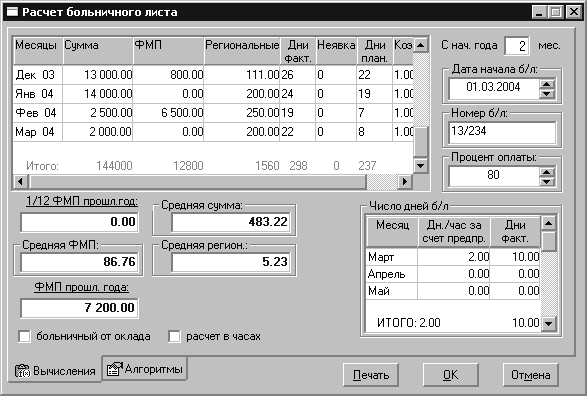 Расчет больничного листа
Месяцы Сумма ФМП Региональные Дни факт. Неявка Дни план. Коэ
Дек 03 13 000.00 800.00 111.00 26 0 22 1.00
Янв 04 14 000.00 0.00 200.00 24 0 19 1.00
Фев 04 2 500.00 6 500.00 250.00 19 0 7 1.00
Мар 04 2 000.00 0.00 200.00 22 0 8 1.00
Итого: 144000 12800 1560 298 0 237
С нач. года 2 мес.
Дата начала б/л:
01.03.2004
Номер б/л:
13/234
Процент оплаты:
80
1/12 ФМП прошл.год:
0.00
Средняя сумма:
483.22
Средняя ФМП:
86.76
Средняя регион.:
5.23
ФМП прошл. года:
7 200.00
больничный от оклада
расчет в часах
Число дней б/л
Месяц Дн./час за счет предпр. Дни факт.
Март 2.00 10.00
Апрель 0.00 0.00
Май 0.00 0.00
ИТОГО: 2.00 10.00
Вычисления
Алгоритмы
Печать
OK
Отмена